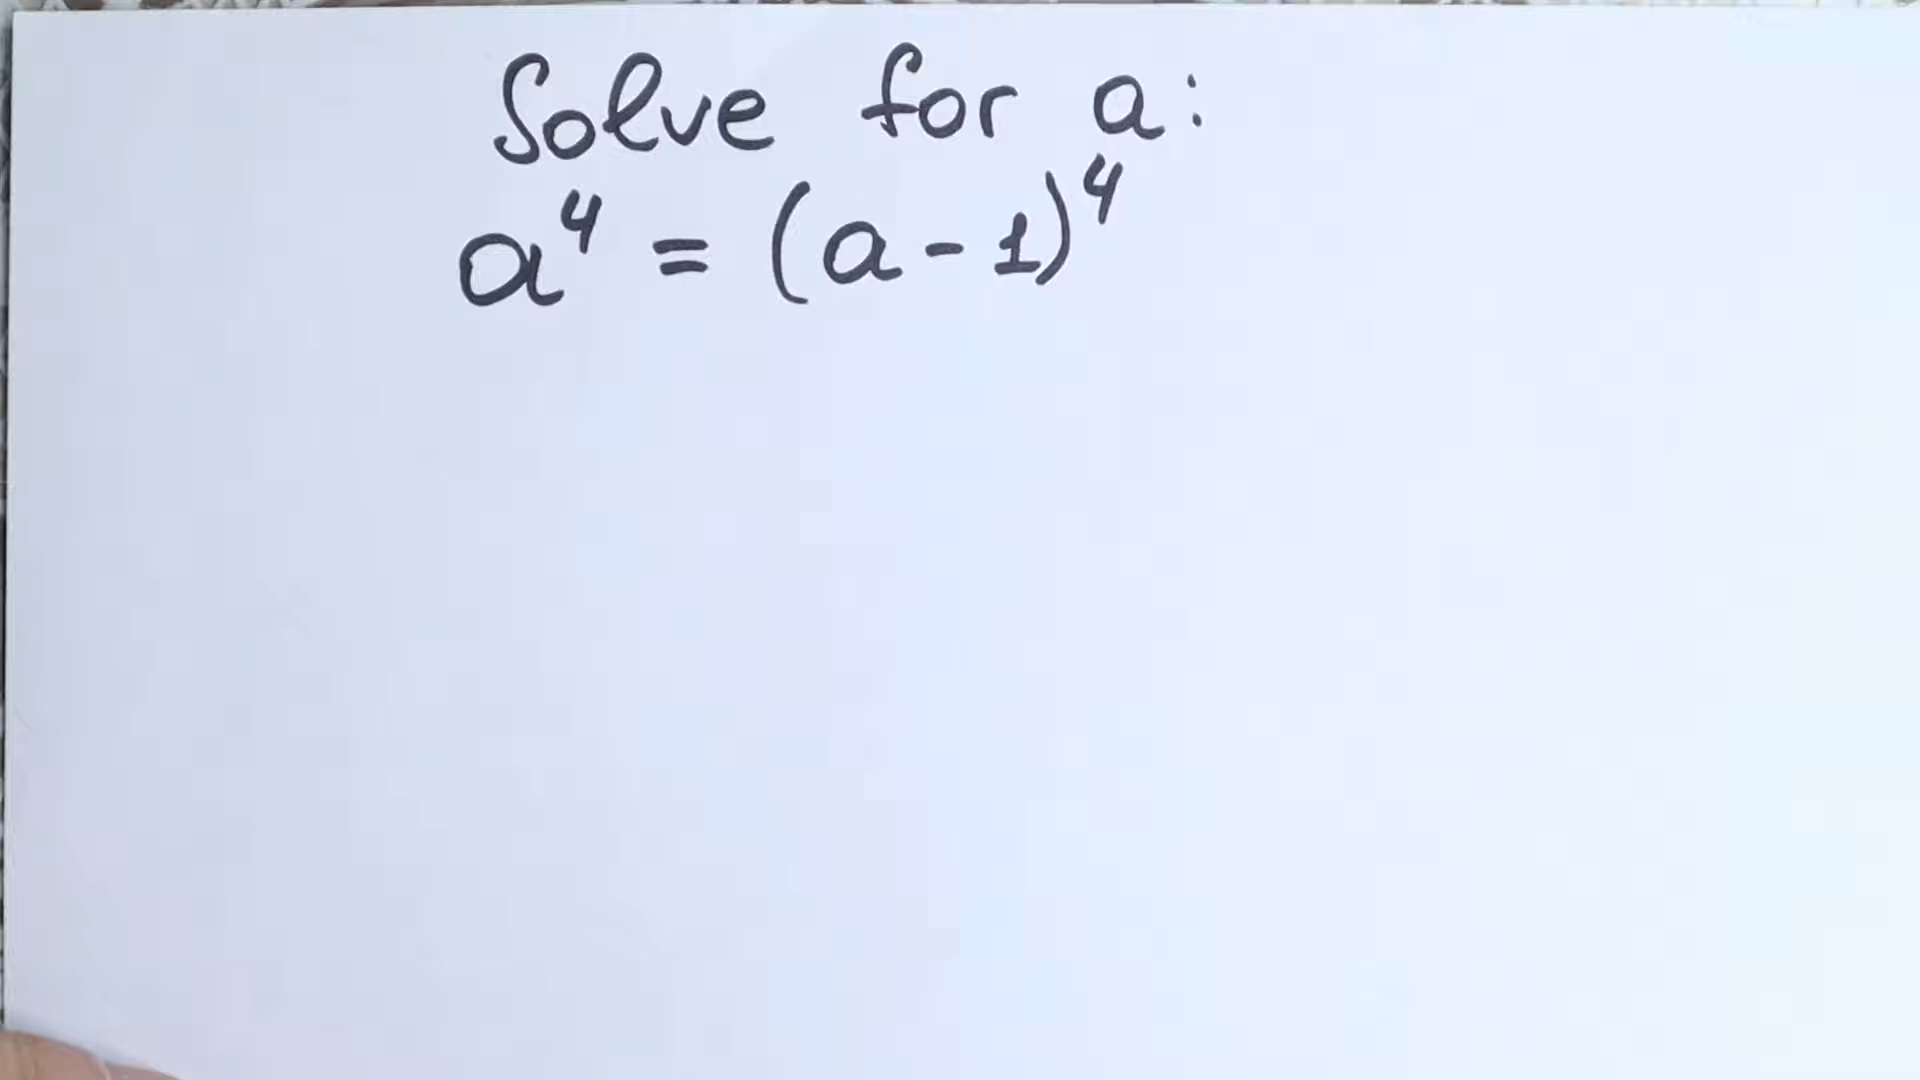 Solve for a:
a⁴ = (a - 1)⁴